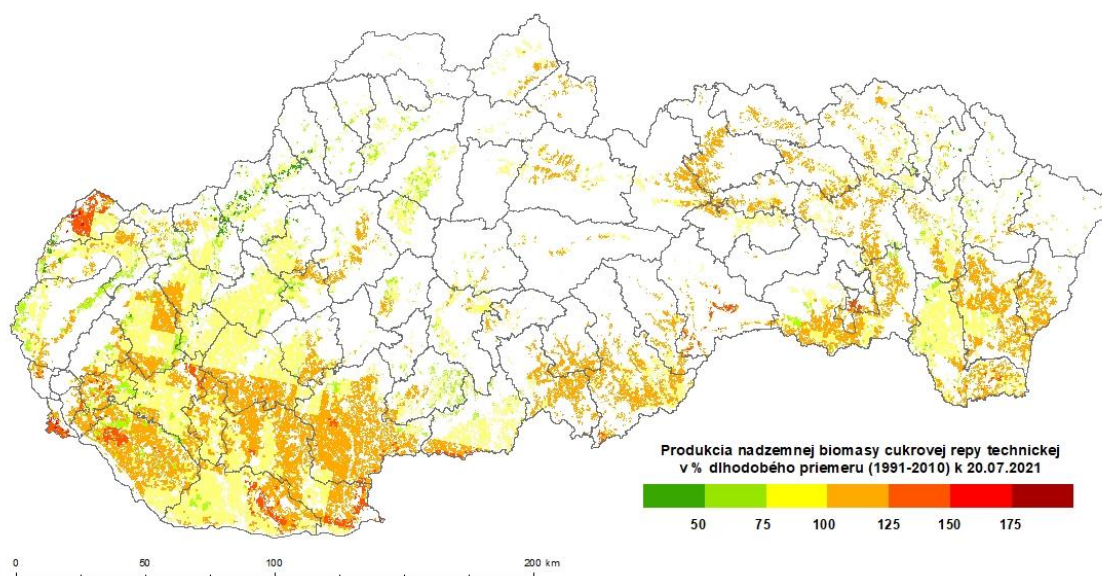 Produkcia nadzemnej biomasy cukrovej repy technickej
v % dlhodobého priemeru (1991-2010) k 20.07.2021
50 75 100 125 150 175
0 50 100 200 km